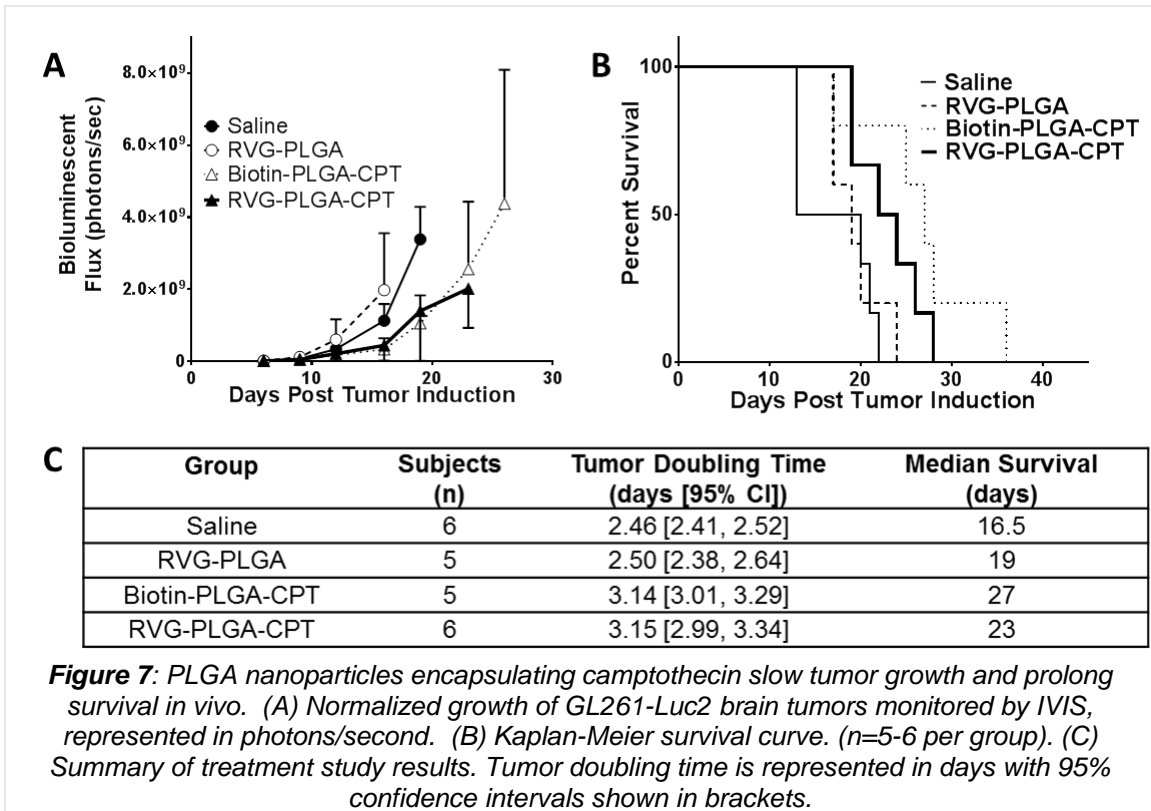 A
8.0×10⁹
6.0×10⁹
4.0×10⁹
2.0×10⁹
0
Bioluminescent
Flux (photons/sec)
Saline
RVG-PLGA
Biotin-PLGA-CPT
RVG-PLGA-CPT
0 10 20 30
Days Post Tumor Induction
B
100
50
0
Percent Survival
Saline
RVG-PLGA
Biotin-PLGA-CPT
RVG-PLGA-CPT
0 10 20 30 40
Days Post Tumor Induction
C
Group Subjects (n) Tumor Doubling Time (days [95% CI]) Median Survival (days)
Saline 6 2.46 [2.41, 2.52] 16.5
RVG-PLGA 5 2.50 [2.38, 2.64] 19
Biotin-PLGA-CPT 5 3.14 [3.01, 3.29] 27
RVG-PLGA-CPT 6 3.15 [2.99, 3.34] 23
Figure 7: PLGA nanoparticles encapsulating camptothecin slow tumor growth and prolong
survival in vivo. (A) Normalized growth of GL261-Luc2 brain tumors monitored by IVIS,
represented in photons/second. (B) Kaplan-Meier survival curve. (n=5-6 per group). (C)
Summary of treatment study results. Tumor doubling time is represented in days with 95%
confidence intervals shown in brackets.